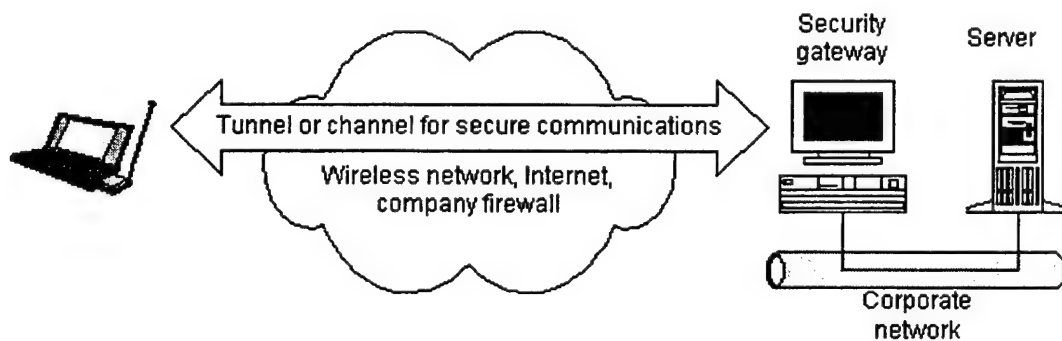 Security
gateway
Server
Tunnel or channel for secure communications
Wireless network, Internet,
company firewall
Corporate
network